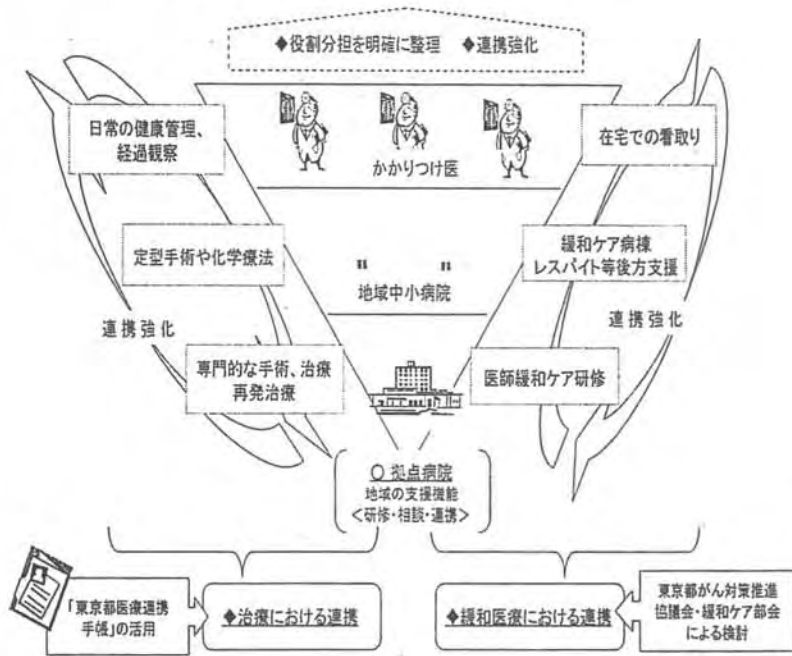 ◆役割分担を明確に整理 ◆連携強化
日常の健康管理、
経過観察
かかりつけ医
在宅での看取り
定型手術や化学療法
地域中小病院
緩和ケア病棟
レスパイト等後方支援
連携強化
連携強化
専門的な手術、治療
再発治療
医師緩和ケア研修
○ 拠点病院
地域の支援機能
<研修・相談・連携>
「東京都医療連携
手帳」の活用
◆治療における連携
◆緩和医療における連携
東京都がん対策推進
協議会・緩和ケア部会
による検討